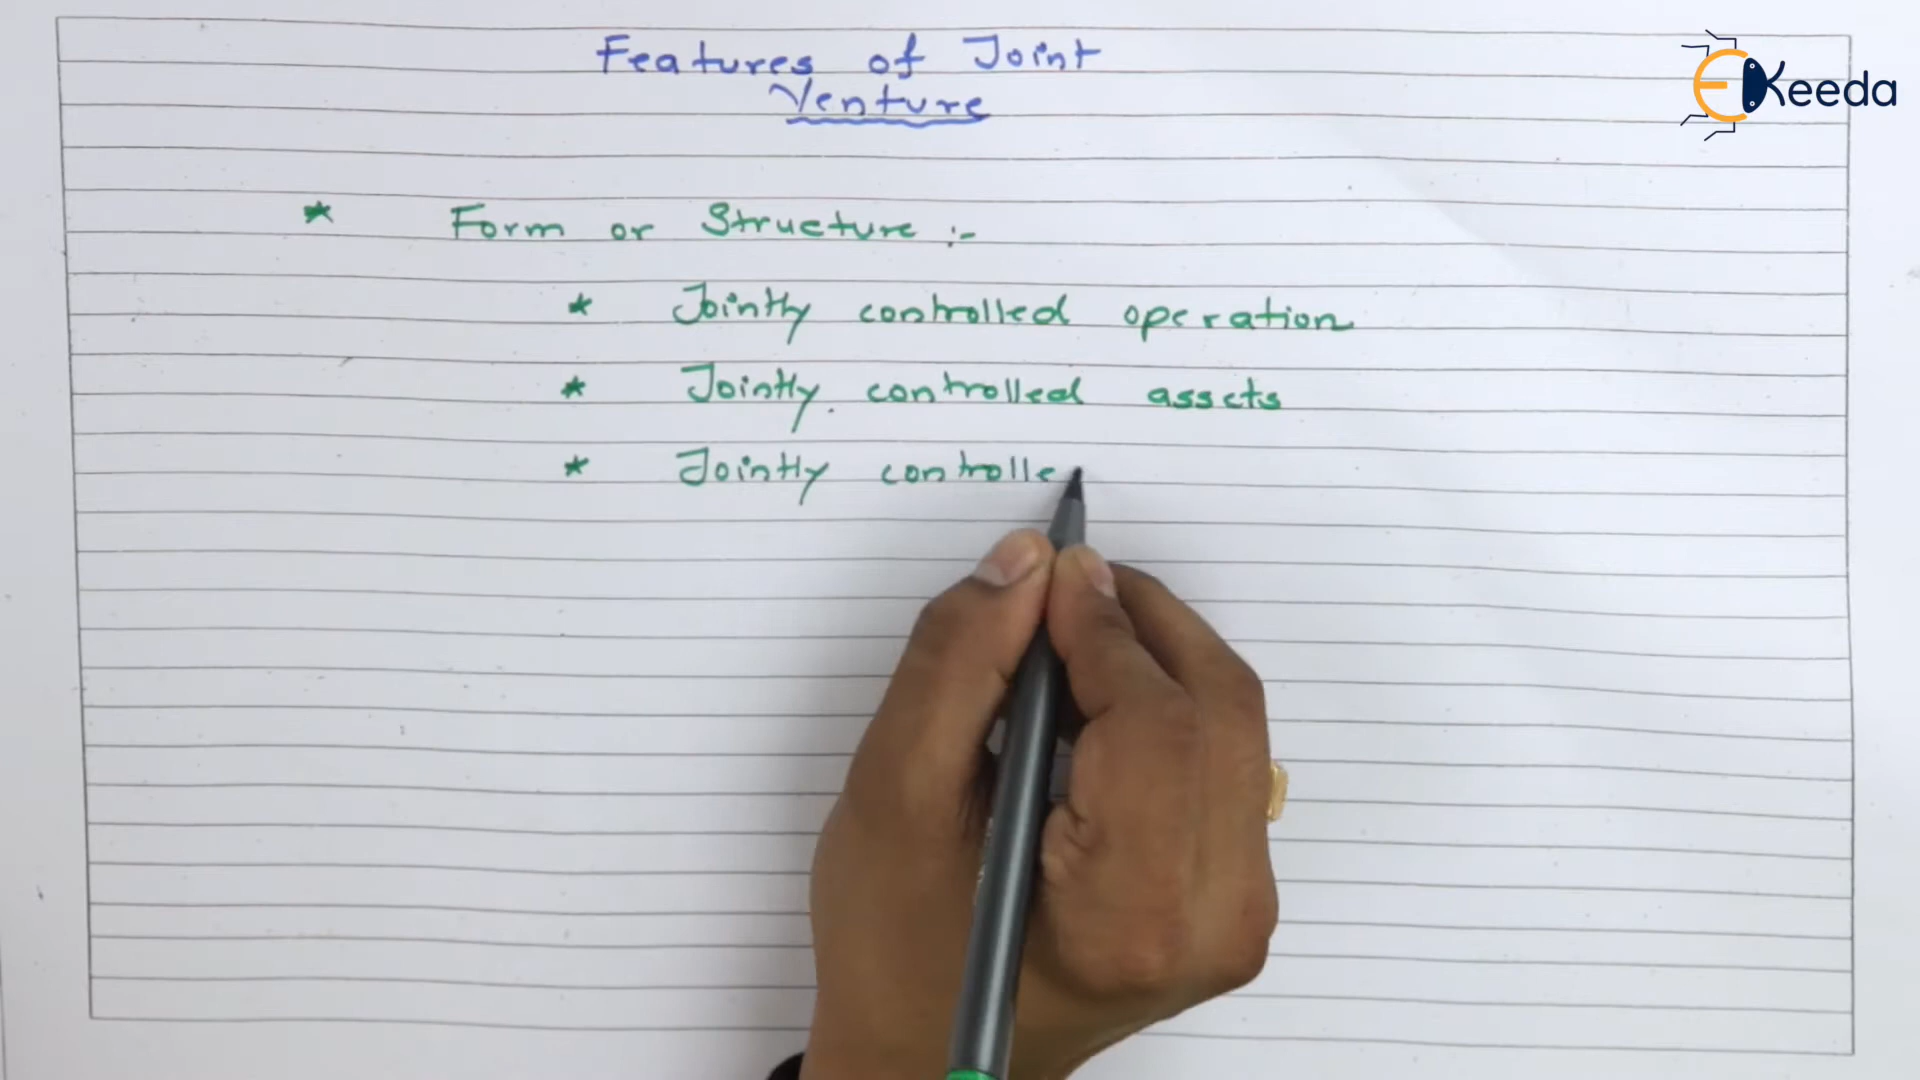 Features of Joint
Venture
EKeeda
* Form or Structure :-
* Jointly controlled operation
* Jointly controlled assets
* Jointly controlle